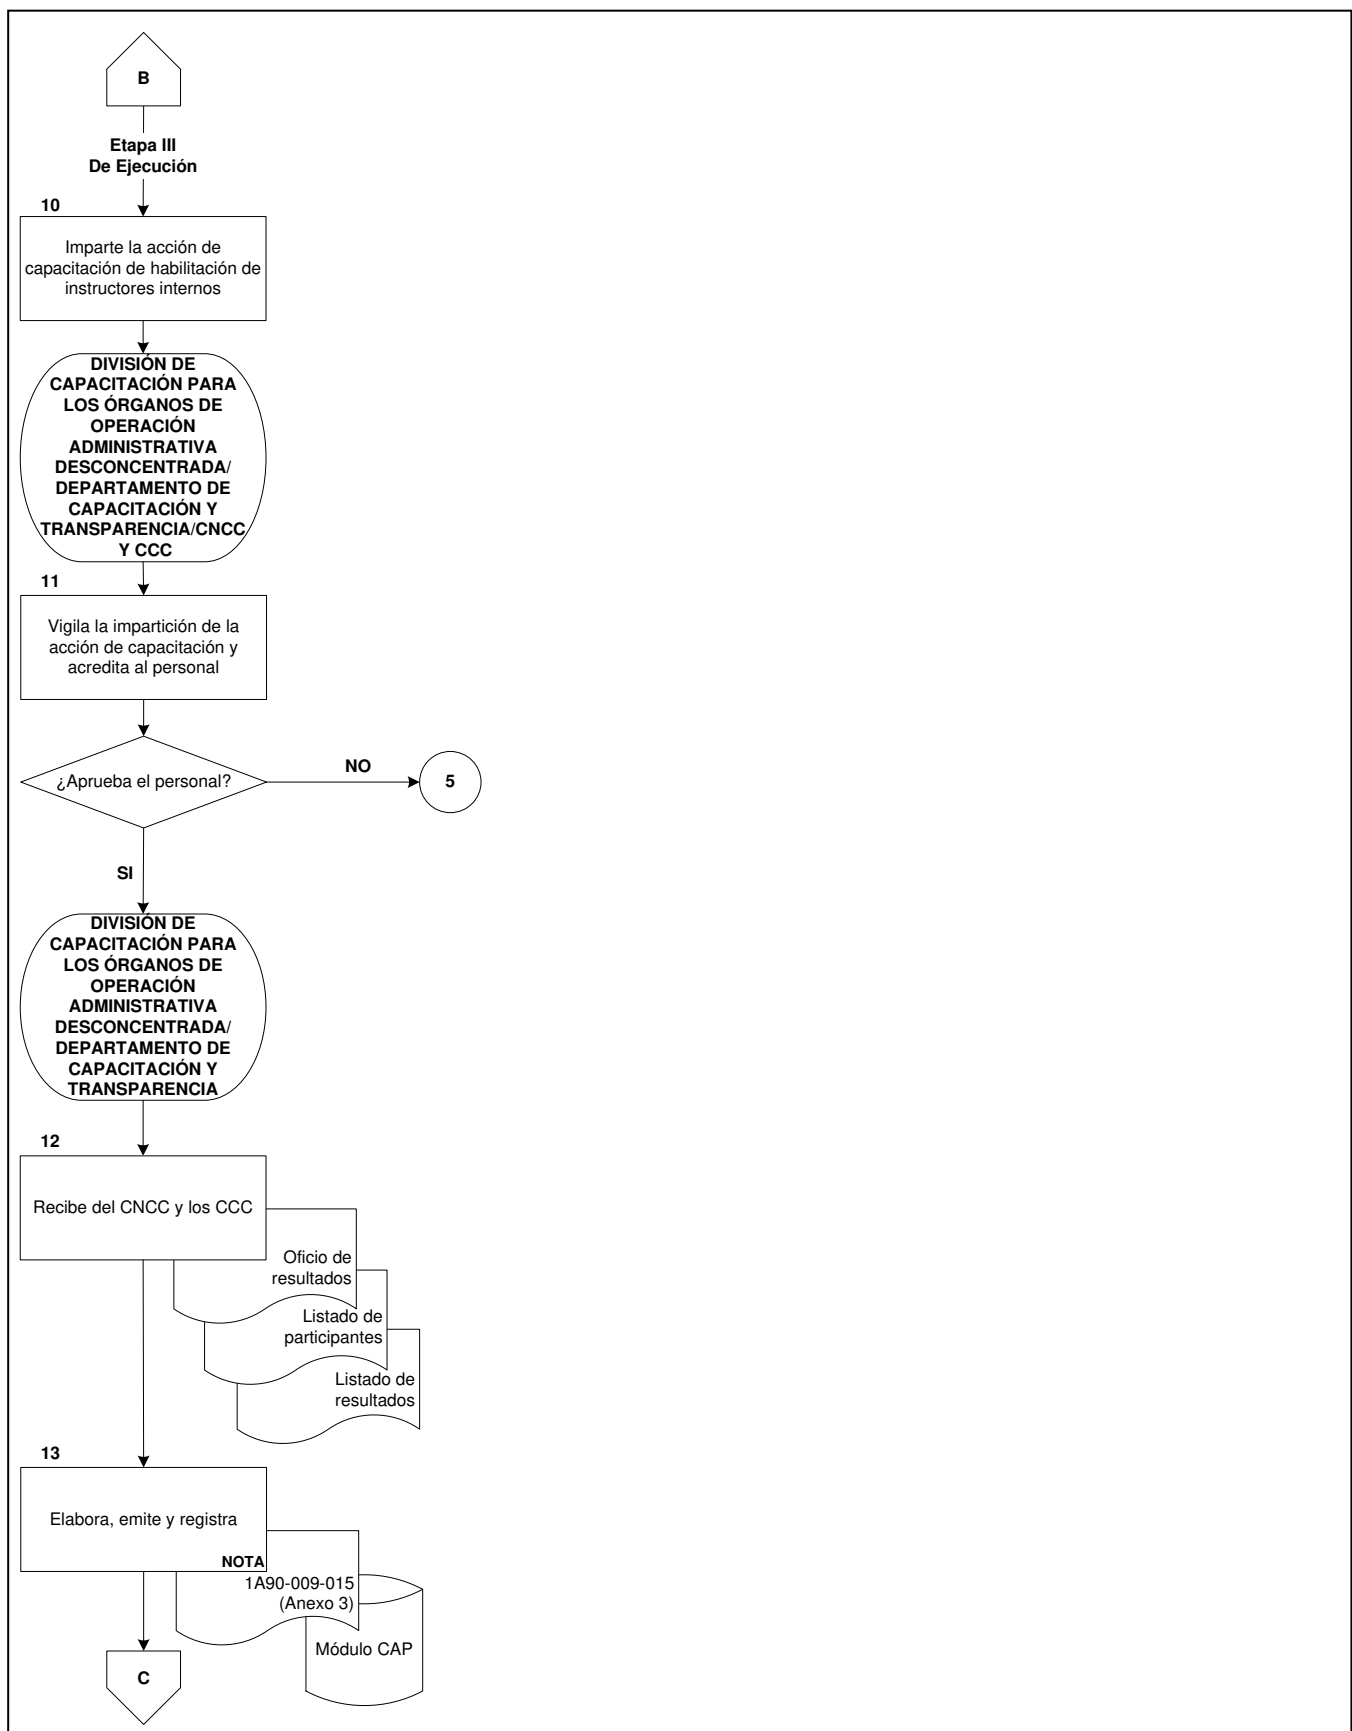 B
Etapa III
De Ejecución
10
Imparte la acción de
capacitación de habilitación de
instructores internos
DIVISIÓN DE
CAPACITACIÓN PARA
LOS ÓRGANOS DE
OPERACIÓN
ADMINISTRATIVA
DESCONCENTRADA/
DEPARTAMENTO DE
CAPACITACIÓN Y
TRANSPARENCIA/CNCC
Y CCC
11
Vigila la impartición de la
acción de capacitación y
acredita al personal
¿Aprueba el personal?
NO
5
SI
DIVISIÓN DE
CAPACITACIÓN PARA
LOS ÓRGANOS DE
OPERACIÓN
ADMINISTRATIVA
DESCONCENTRADA/
DEPARTAMENTO DE
CAPACITACIÓN Y
TRANSPARENCIA
12
Recibe del CNCC y los CCC
Oficio de
resultados
Listado de
participantes
Listado de
resultados
13
Elabora, emite y registra
NOTA
1A90-009-015
(Anexo 3)
Módulo CAP
C